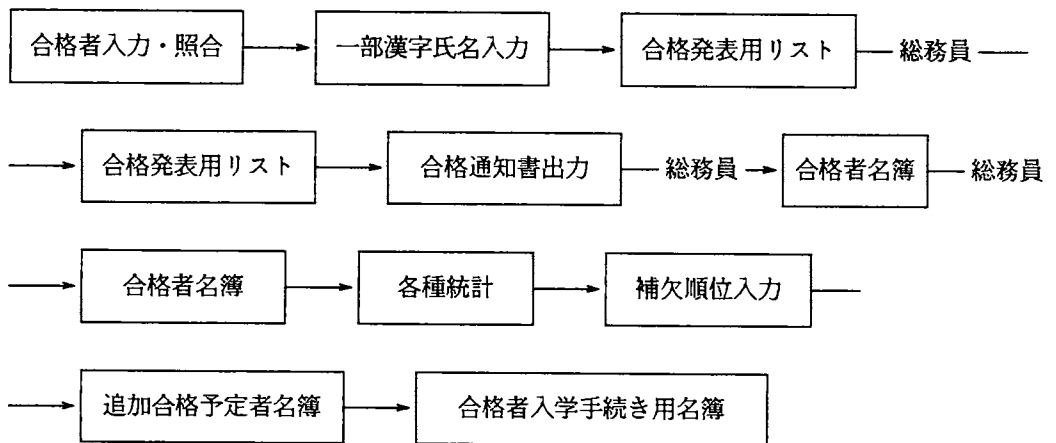 合格者入力・照合 一部漢字氏名入力 合格発表用リスト 総務員
合格発表用リスト 合格通知書出力 総務員 合格者名簿 総務員
合格者名簿 各種統計 補欠順位入力
追加合格予定者名簿 合格者入学手続き用名簿